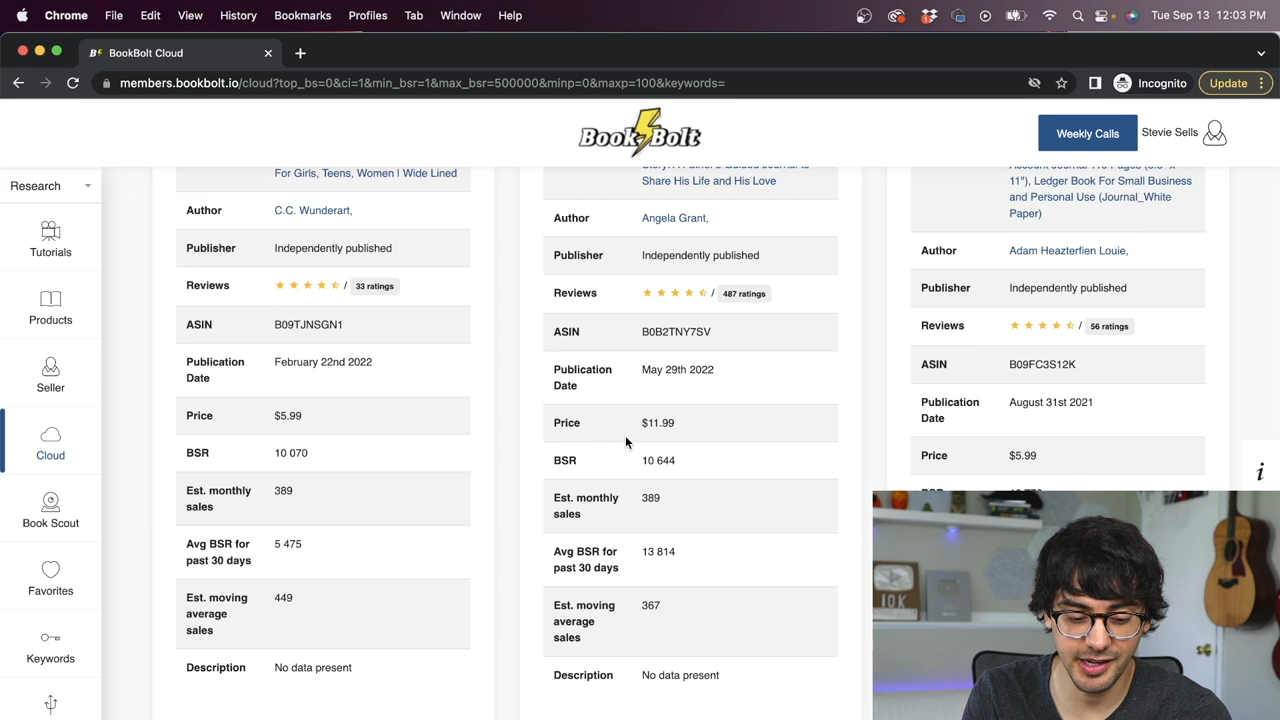 Chrome File Edit View History Bookmarks Profiles Tab Window Help Tue Sep 13 12:03 PM
BookBolt Cloud
members.bookbolt.io/cloud?top_bs=0&ci=1&min_bsr=1&max_bsr=500000&minp=0&maxp=100&keywords=
Incognito
Update
Book Bolt
Weekly Calls
Stevie Sells
Research
Tutorials
Products
Seller
Cloud
Book Scout
Favorites
Keywords
For Girls, Teens, Women | Wide Lined
Author C.C. Wunderart,
Publisher Independently published
Reviews / 33 ratings
ASIN B09TJNSGN1
Publication February 22nd 2022
Date
Price $5.99
BSR 10 070
Est. monthly 389
sales
Avg BSR for 5 475
past 30 days
Est. moving 449
average
sales
Description No data present
Share His Life and His Love
Author Angela Grant,
Publisher Independently published
Reviews / 487 ratings
ASIN B0B2TNY7SV
Publication May 29th 2022
Date
Price $11.99
BSR 10 644
Est. monthly 389
sales
Avg BSR for 13 814
past 30 days
Est. moving 367
average
sales
Description No data present
11"), Ledger Book For Small Business
and Personal Use (Journal_White
Paper)
Author Adam Heazterfien Louie,
Publisher Independently published
Reviews / 56 ratings
ASIN B09FC3S12K
Publication August 31st 2021
Date
Price $5.99
i
10K